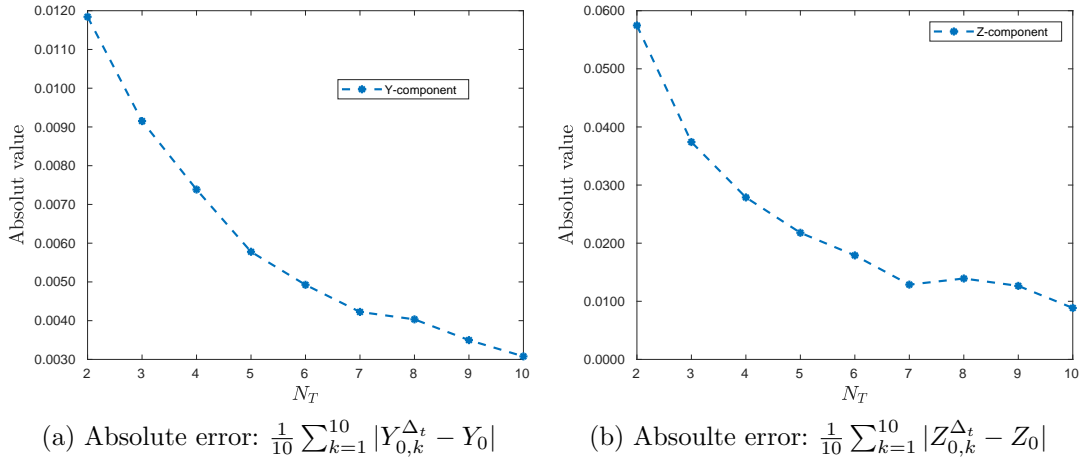 0.0120
0.0100
0.0090
0.0080
0.0070
0.0060
0.0050
0.0040
0.0030
Absolut value
Y-component
2 3 4 5 6 7 8 9 10
N_T
(a) Absolute error: $\frac{1}{10} \sum_{k=1}^{10} |Y_{0,k}^{\Delta_t} - Y_0|$
0.0600
0.0400
0.0300
0.0200
0.0100
0.0000
Absolut value
Z-component
2 3 4 5 6 7 8 9 10
N_T
(b) Absoulte error: $\frac{1}{10} \sum_{k=1}^{10} |Z_{0,k}^{\Delta_t} - Z_0|$